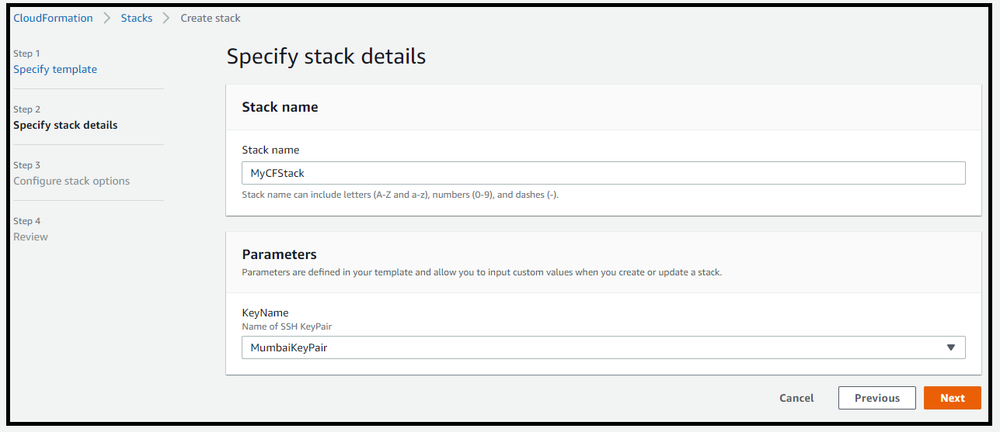 CloudFormation > Stacks > Create stack
Step 1
Specify template
Step 2
Specify stack details
Step 3
Configure stack options
Step 4
Review
Specify stack details
Stack name
Stack name
MyCFStack
Stack name can include letters (A-Z and a-z), numbers (0-9), and dashes (-).
Parameters
Parameters are defined in your template and allow you to input custom values when you create or update a stack.
KeyName
Name of SSH KeyPair
MumbaiKeyPair
Cancel Previous Next